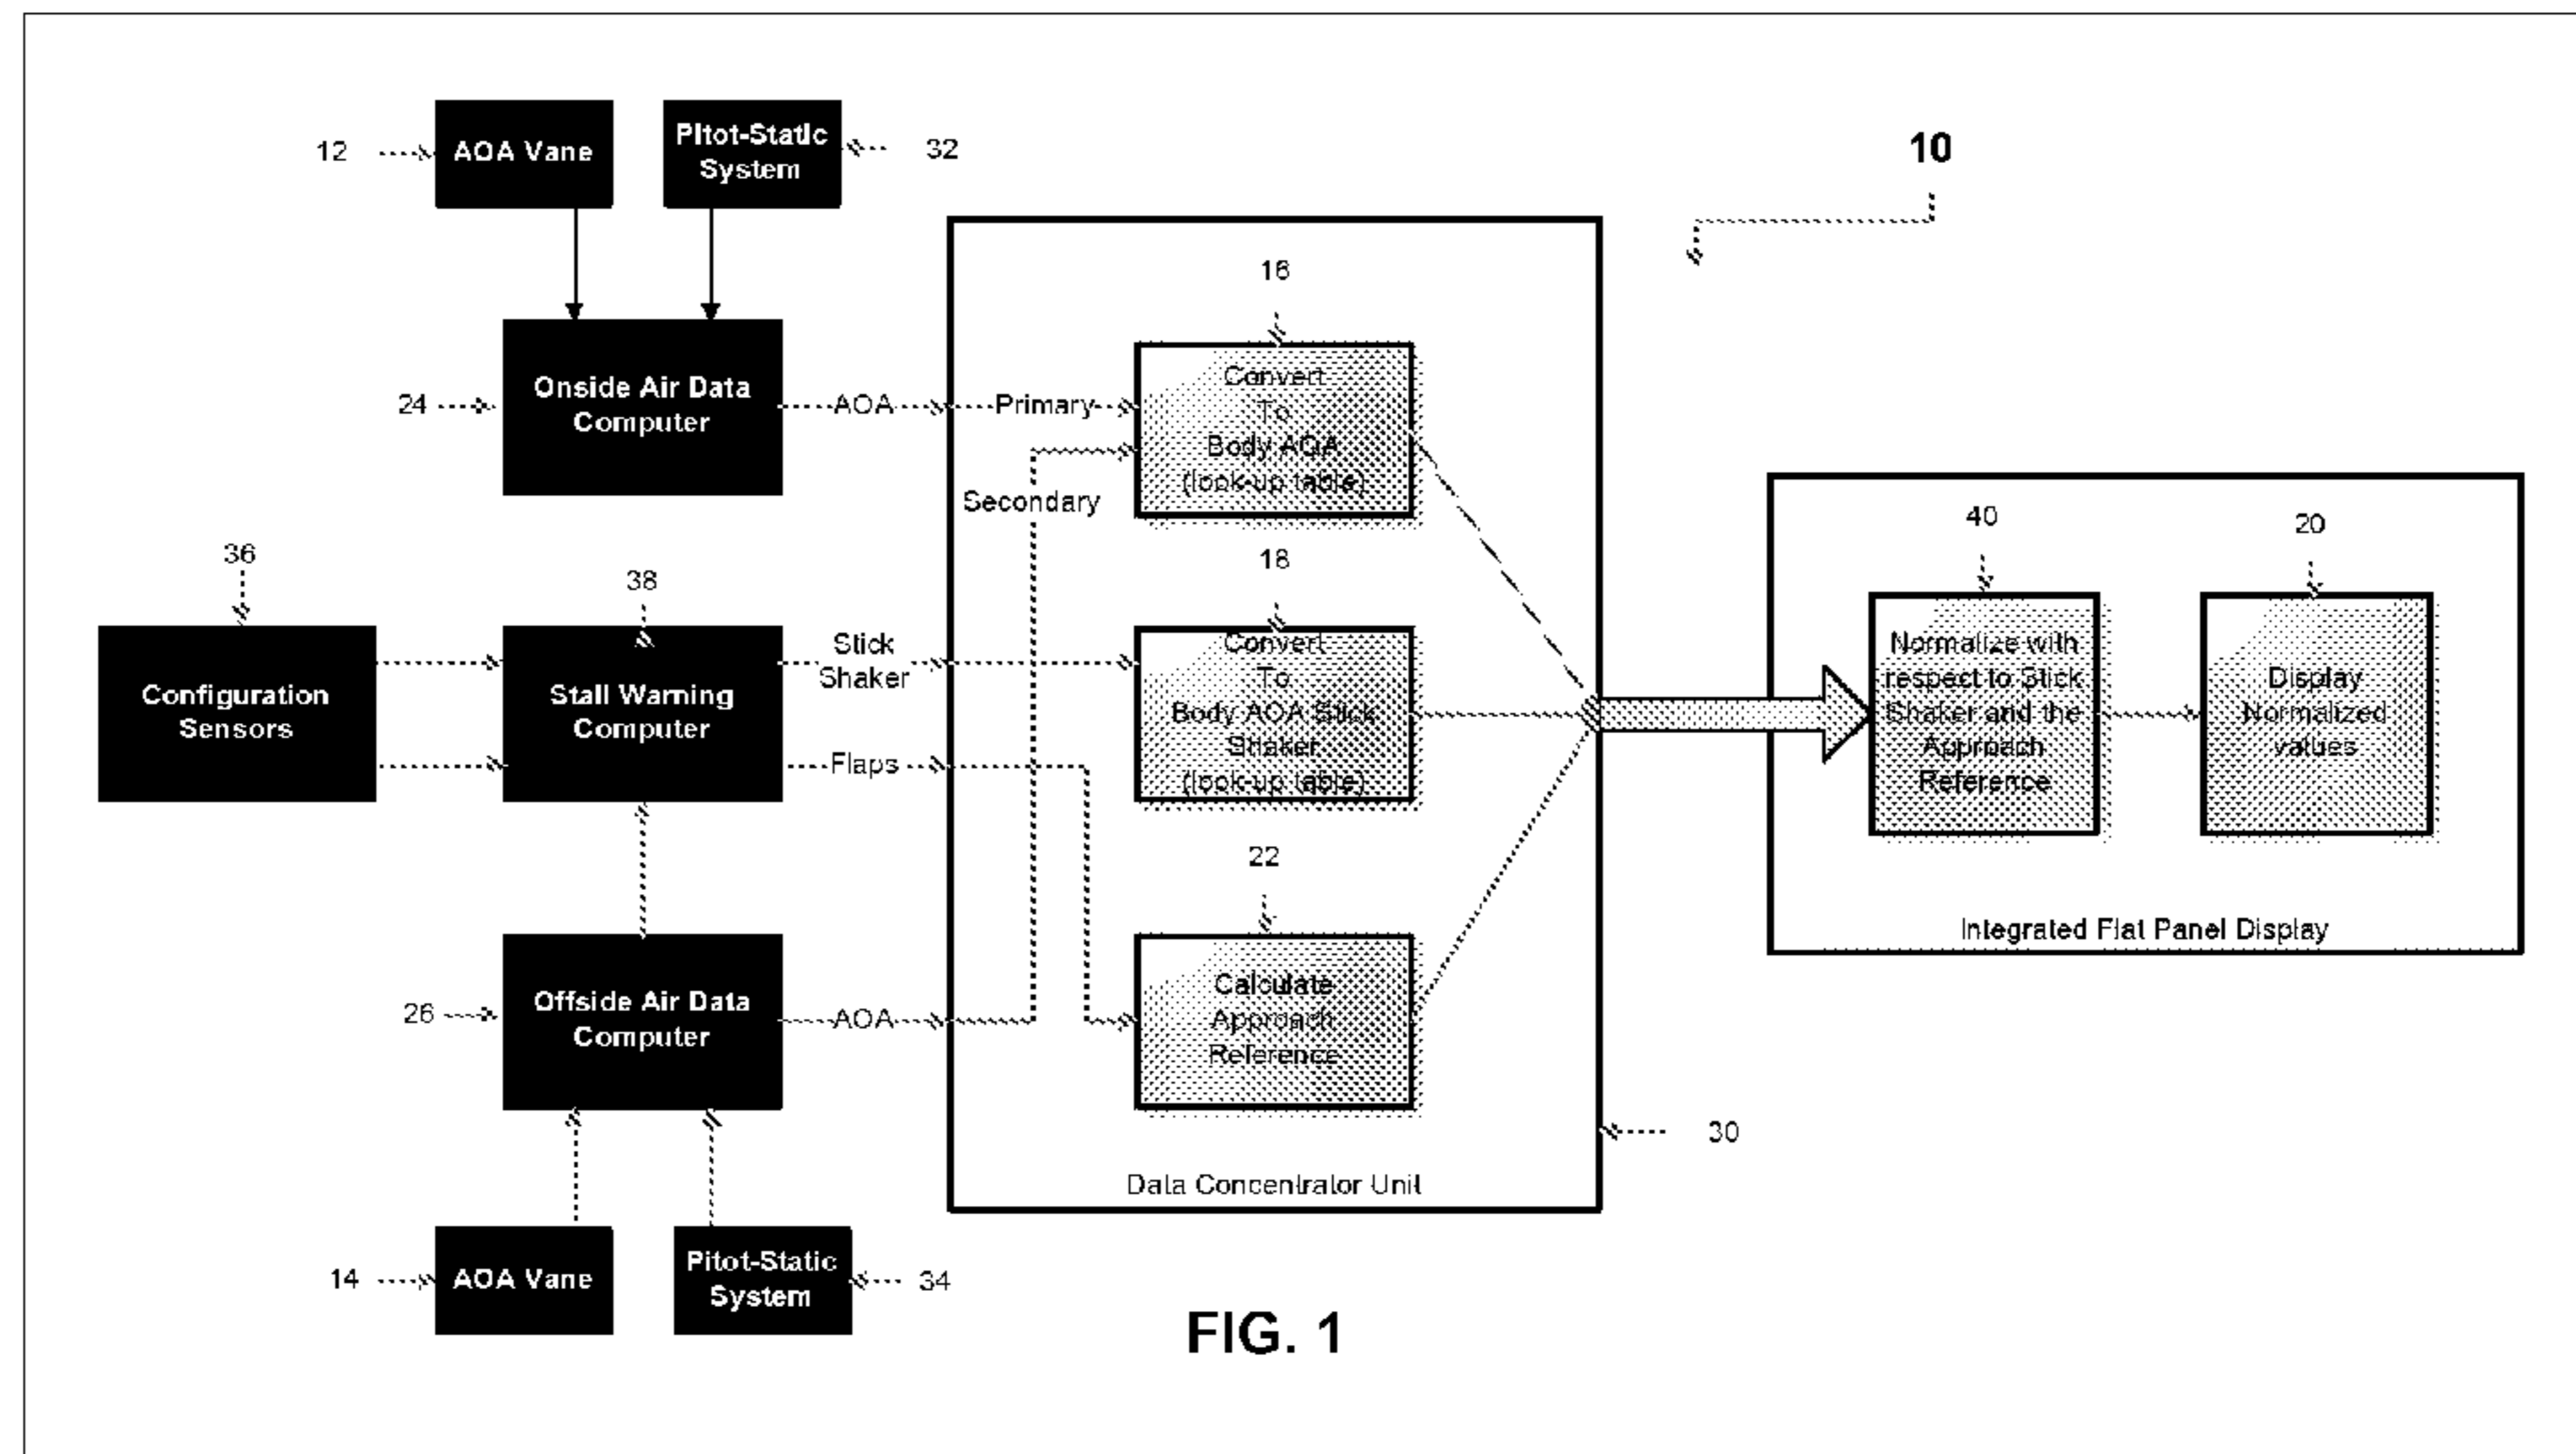 12
AOA Vane
Pitot-Static
System
32
10
24
Onside Air Data
Computer
AOA
Primary
Secondary
16
Convert
To
Body AOA
(look-up table)
36
Configuration
Sensors
38
Stall Warning
Computer
Stick
Shaker
Flaps
18
Convert
To
Body AOA Stick
Shaker
(look-up table)
40
Normalize with
respect to Stick
Shaker and the
Approach
Reference
20
Display
Normalized
values
Integrated Flat Panel Display
26
Offside Air Data
Computer
AOA
22
Calculate
Approach
Reference
30
Data Concentrator Unit
14
AOA Vane
Pitot-Static
System
34
FIG. 1